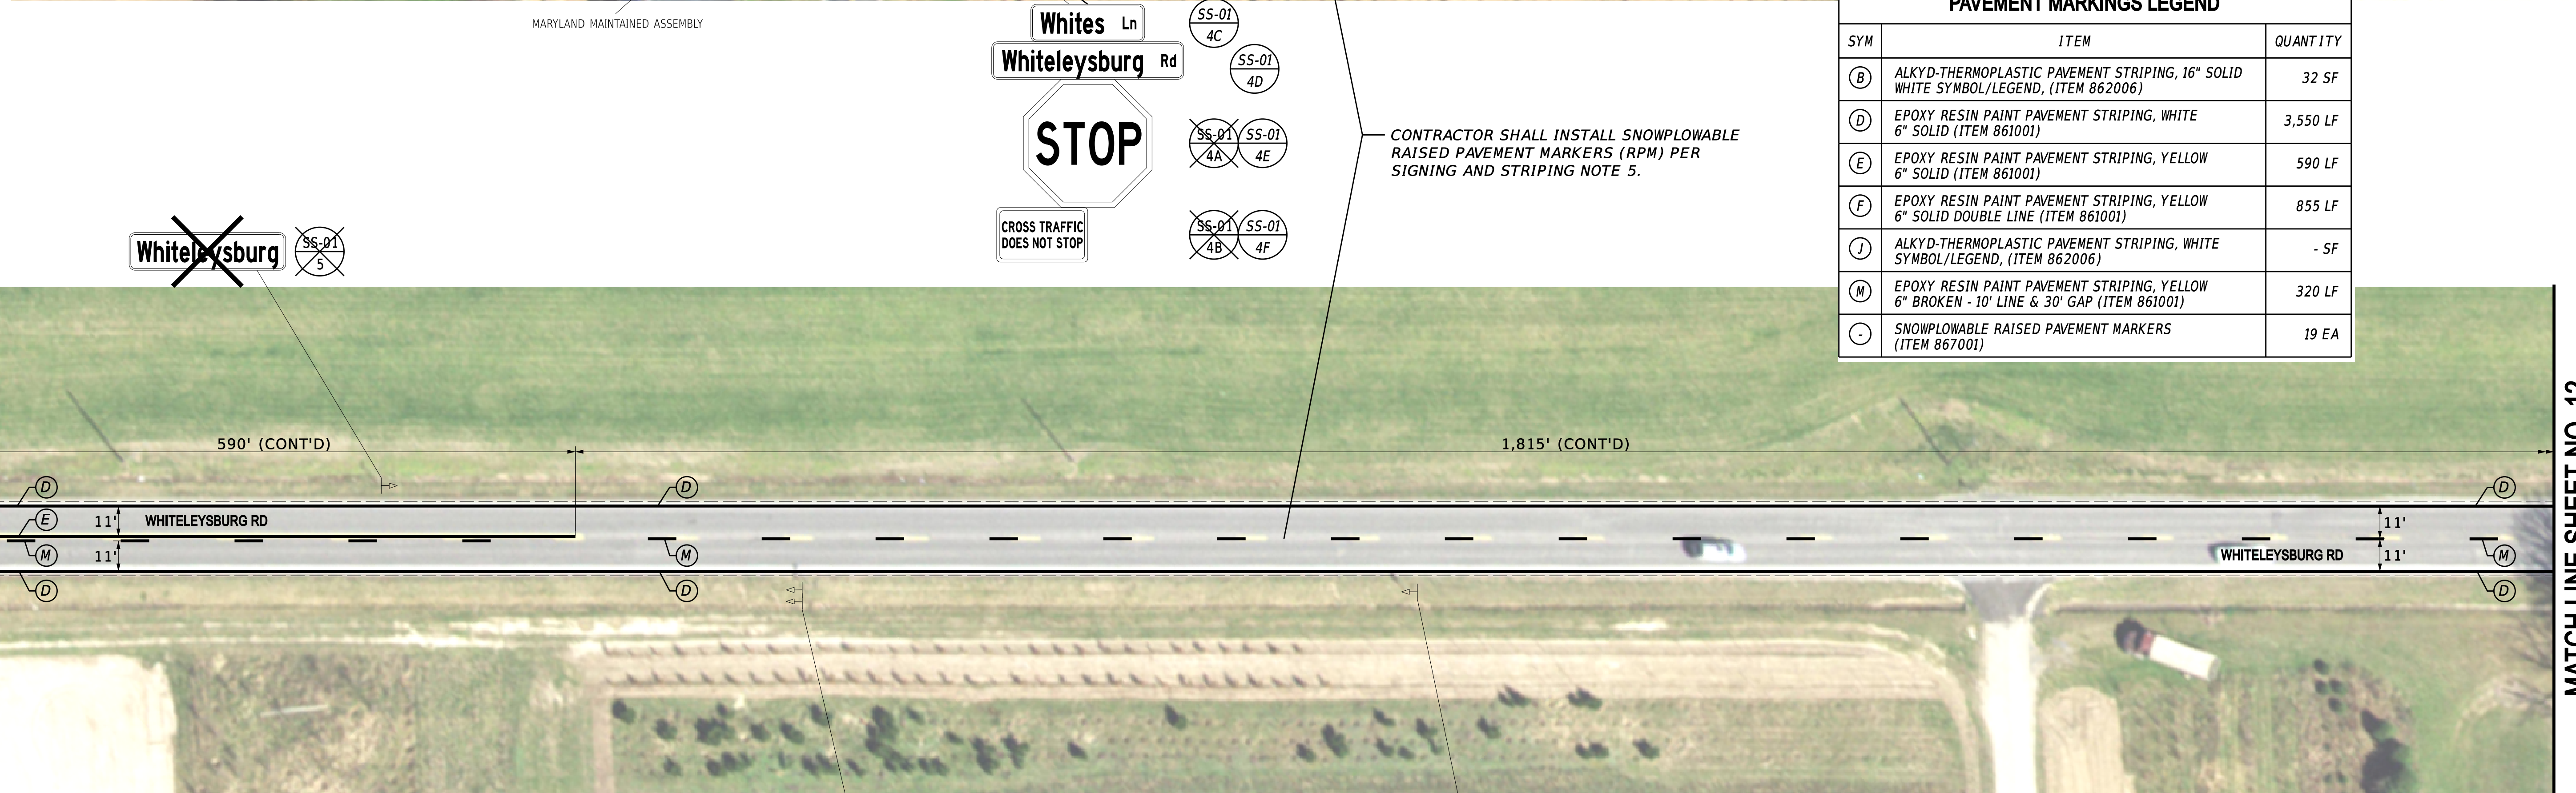 MARYLAND MAINTAINED ASSEMBLY
Whites Ln
SS-01
4C
Whiteleysburg Rd
SS-01
4D
STOP
SS-01
4A
SS-01
4E
CROSS TRAFFIC
DOES NOT STOP
SS-01
4B
SS-01
4F
Whiteleysburg
SS-01
5
CONTRACTOR SHALL INSTALL SNOWPLOWABLE
RAISED PAVEMENT MARKERS (RPM) PER
SIGNING AND STRIPING NOTE 5.
PAVEMENT MARKINGS LEGEND
SYM ITEM QUANTITY
B ALKYD-THERMOPLASTIC PAVEMENT STRIPING, 16" SOLID 32 SF
WHITE SYMBOL/LEGEND, (ITEM 862006)
D EPOXY RESIN PAINT PAVEMENT STRIPING, WHITE 3,550 LF
6" SOLID (ITEM 861001)
E EPOXY RESIN PAINT PAVEMENT STRIPING, YELLOW 590 LF
6" SOLID (ITEM 861001)
F EPOXY RESIN PAINT PAVEMENT STRIPING, YELLOW 855 LF
6" SOLID DOUBLE LINE (ITEM 861001)
J ALKYD-THERMOPLASTIC PAVEMENT STRIPING, WHITE - SF
SYMBOL/LEGEND, (ITEM 862006)
M EPOXY RESIN PAINT PAVEMENT STRIPING, YELLOW 320 LF
6" BROKEN - 10' LINE & 30' GAP (ITEM 861001)
- SNOWPLOWABLE RAISED PAVEMENT MARKERS 19 EA
(ITEM 867001)
590' (CONT'D)
1,815' (CONT'D)
D
D
D
E
11'
WHITELEYSBURG RD
11'
M
11'
M
WHITELEYSBURG RD
11'
M
D
D
D
MATCH LINE SHEET NO. 12